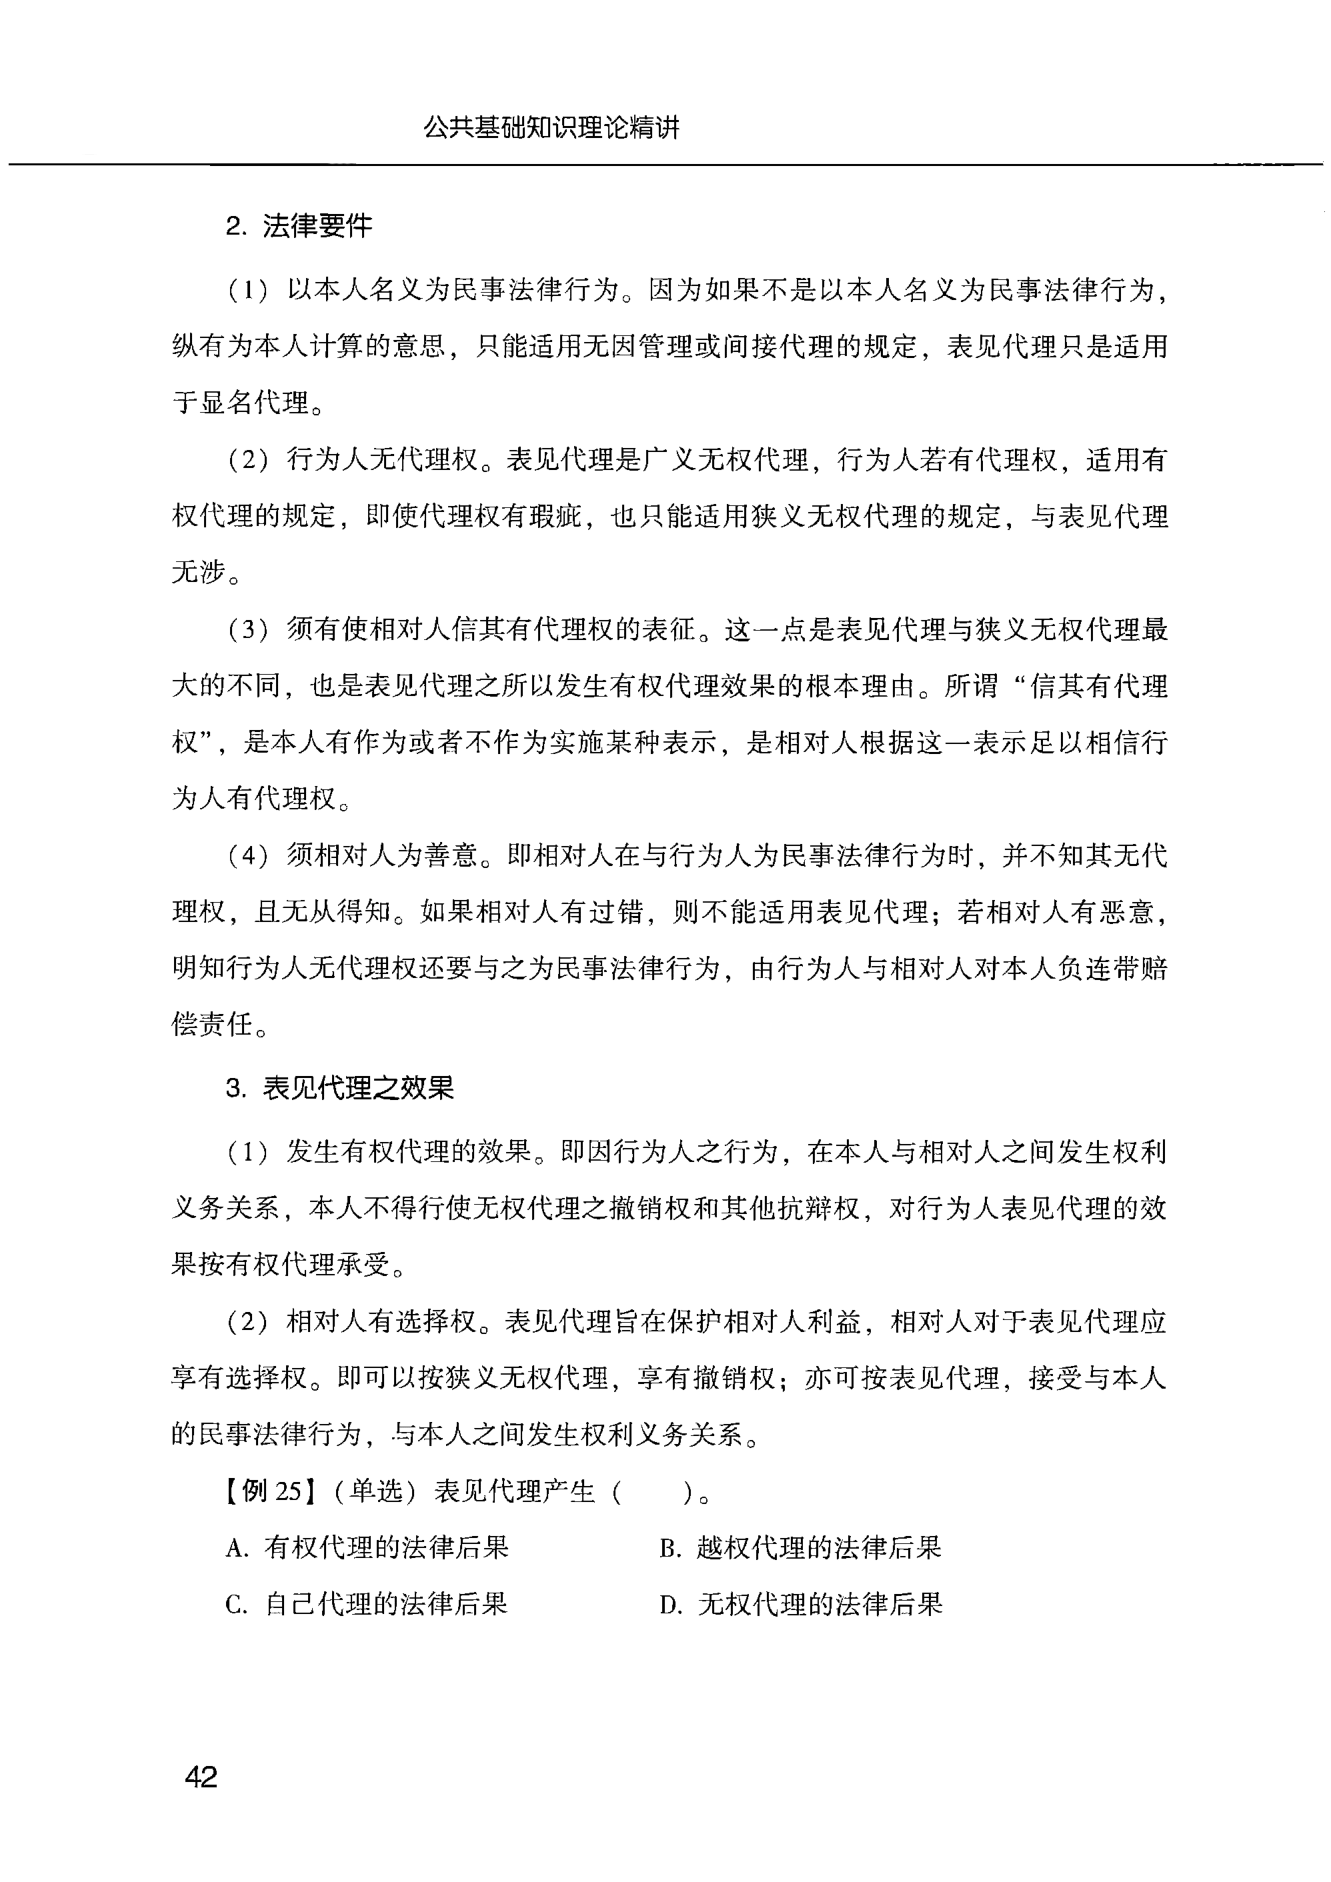 公共基础知识理论精讲
2. 法律要件
（1）以本人名义为民事法律行为。因为如果不是以本人名义为民事法律行为，
纵有为本人计算的意思，只能适用无因管理或间接代理的规定，表见代理只是适用
于显名代理。
（2）行为人无代理权。表见代理是广义无权代理，行为人若有代理权，适用有
权代理的规定，即使代理权有瑕疵，也只能适用狭义无权代理的规定，与表见代理
无涉。
（3）须有使相对人信其有代理权的表征。这一点是表见代理与狭义无权代理最
大的不同，也是表见代理之所以发生有权代理效果的根本理由。所谓“信其有代理
权”，是本人有作为或者不作为实施某种表示，是相对人根据这一表示足以相信行
为人有代理权。
（4）须相对人为善意。即相对人在与行为人为民事法律行为时，并不知其无代
理权，且无从得知。如果相对人有过错，则不能适用表见代理；若相对人有恶意，
明知行为人无代理权还要与之为民事法律行为，由行为人与相对人对本人负连带赔
偿责任。
3. 表见代理之效果
（1）发生有权代理的效果。即因行为人之行为，在本人与相对人之间发生权利
义务关系，本人不得行使无权代理之撤销权和其他抗辩权，对行为人表见代理的效
果按有权代理承受。
（2）相对人有选择权。表见代理旨在保护相对人利益，相对人对于表见代理应
享有选择权。即可以按狭义无权代理，享有撤销权；亦可按表见代理，接受与本人
的民事法律行为，与本人之间发生权利义务关系。
【例 25】（单选）表见代理产生（　　）。
A. 有权代理的法律后果　　B. 越权代理的法律后果
C. 自己代理的法律后果　　D. 无权代理的法律后果
42